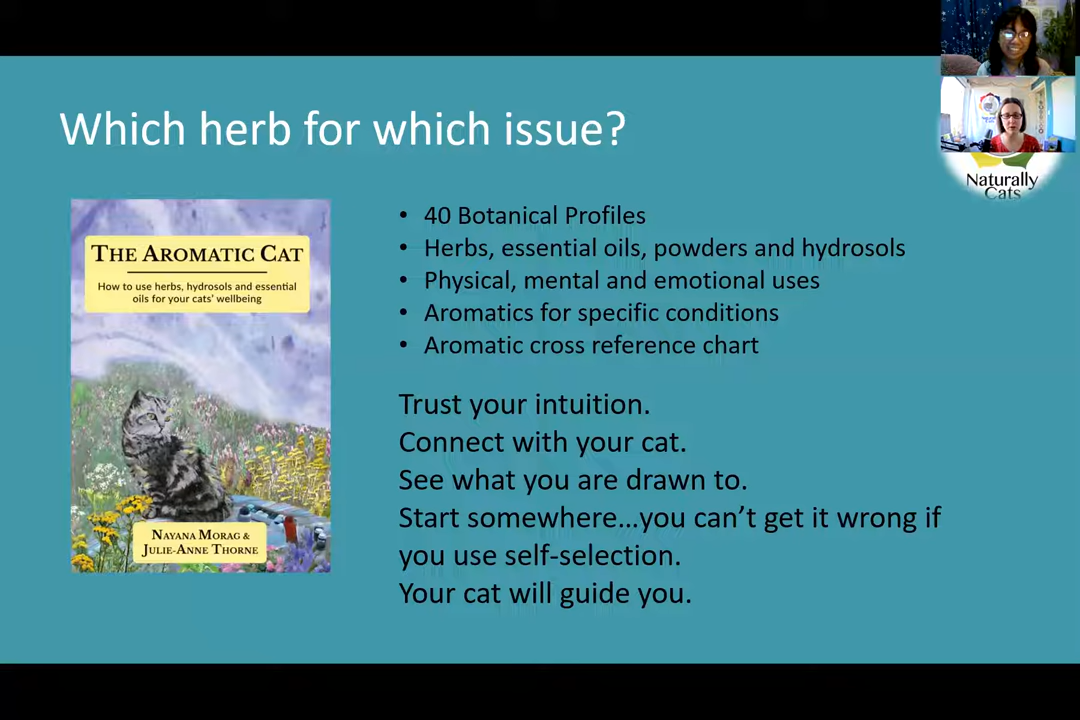 Which herb for which issue?
Naturally
Cats
THE AROMATIC CAT
How to use herbs, hydrosols and essential
oils for your cats' wellbeing
NAYANA MORAG &
JULIE-ANNE THORNE
• 40 Botanical Profiles
• Herbs, essential oils, powders and hydrosols
• Physical, mental and emotional uses
• Aromatics for specific conditions
• Aromatic cross reference chart
Trust your intuition.
Connect with your cat.
See what you are drawn to.
Start somewhere…you can’t get it wrong if
you use self-selection.
Your cat will guide you.